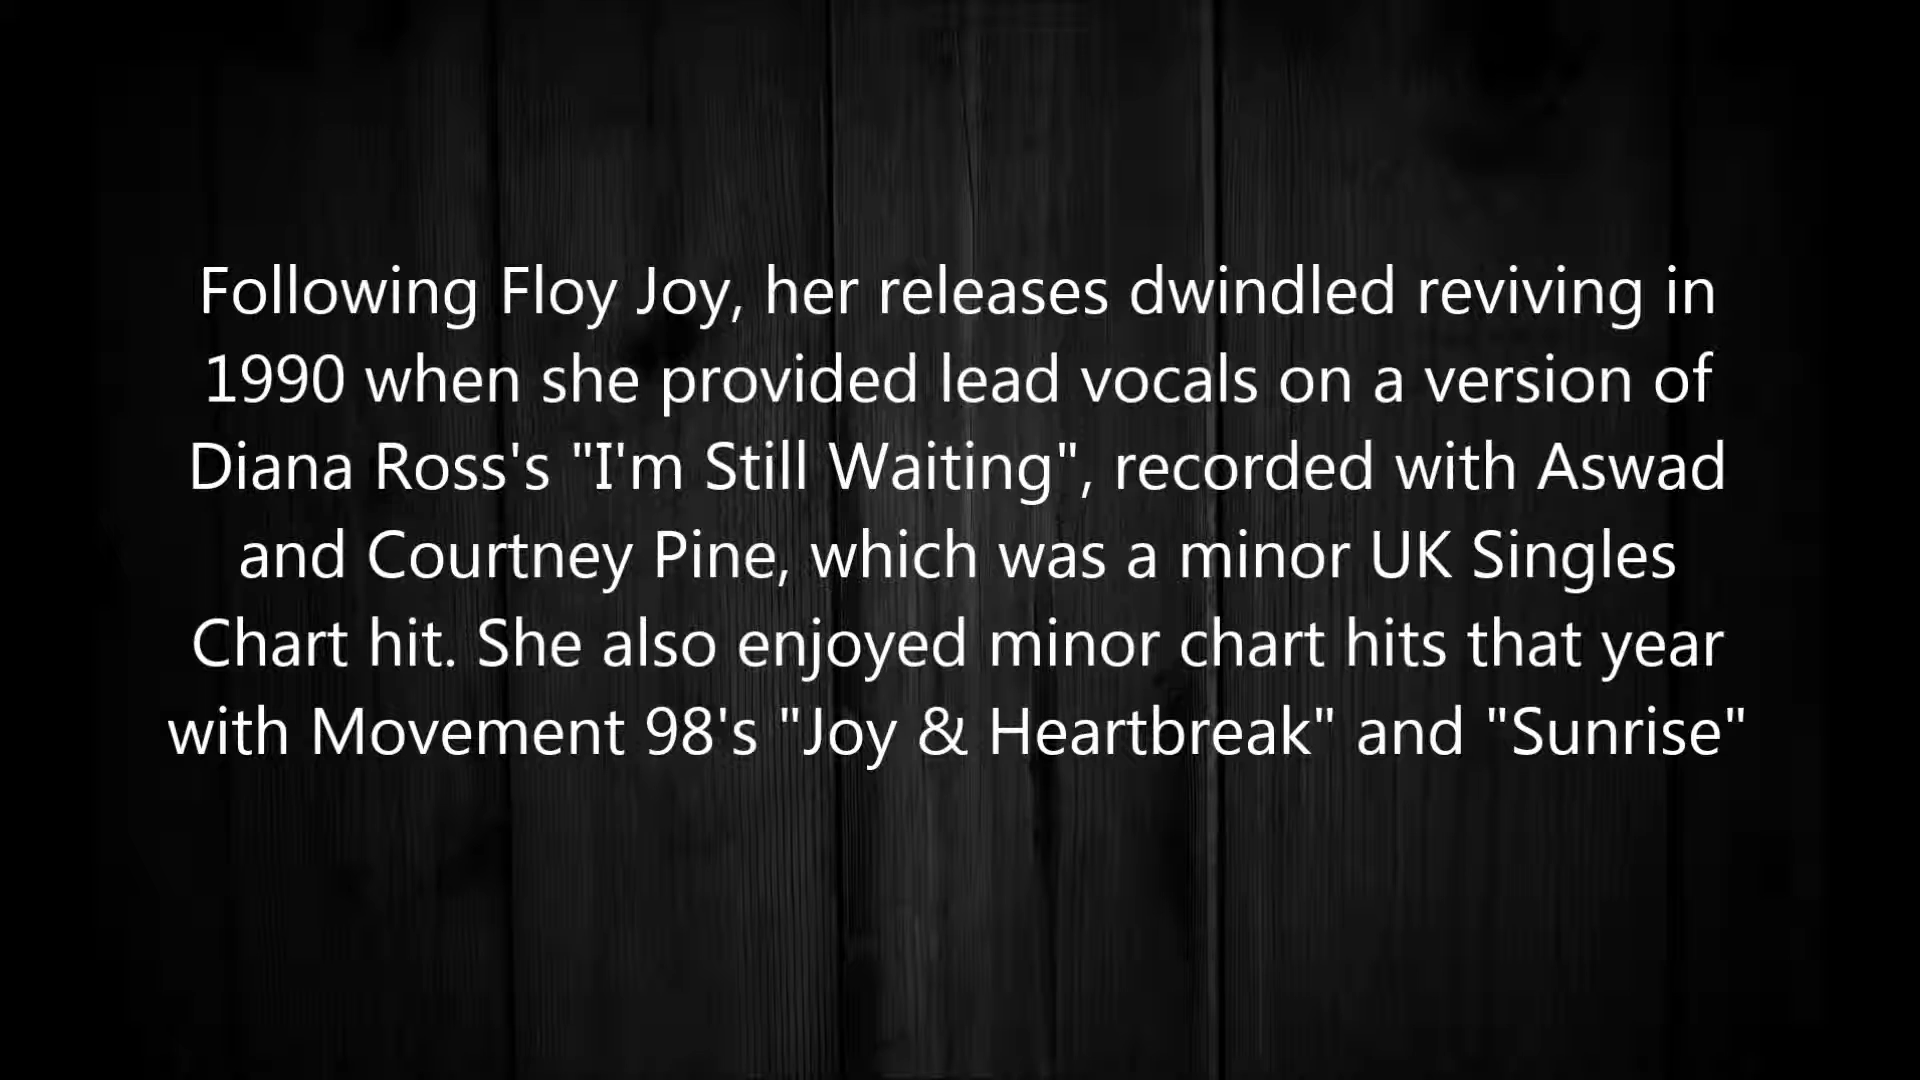 Following Floy Joy, her releases dwindled reviving in
1990 when she provided lead vocals on a version of
Diana Ross's "I'm Still Waiting", recorded with Aswad
and Courtney Pine, which was a minor UK Singles
Chart hit. She also enjoyed minor chart hits that year
with Movement 98's "Joy & Heartbreak" and "Sunrise"